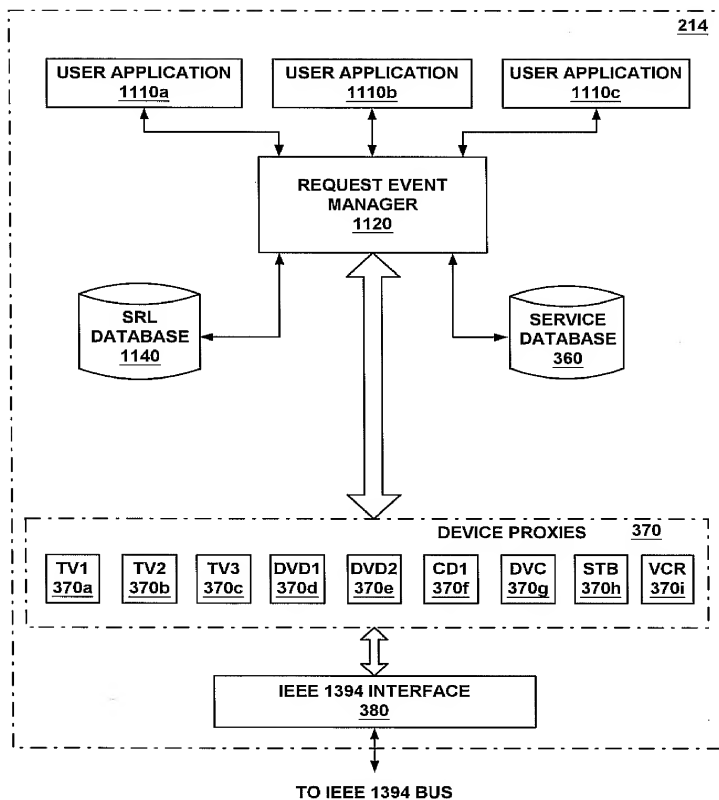 214
USER APPLICATION
1110a
USER APPLICATION
1110b
USER APPLICATION
1110c
REQUEST EVENT
MANAGER
1120
SRL
DATABASE
1140
SERVICE
DATABASE
360
DEVICE PROXIES 370
TV1
370a
TV2
370b
TV3
370c
DVD1
370d
DVD2
370e
CD1
370f
DVC
370g
STB
370h
VCR
370i
IEEE 1394 INTERFACE
380
TO IEEE 1394 BUS